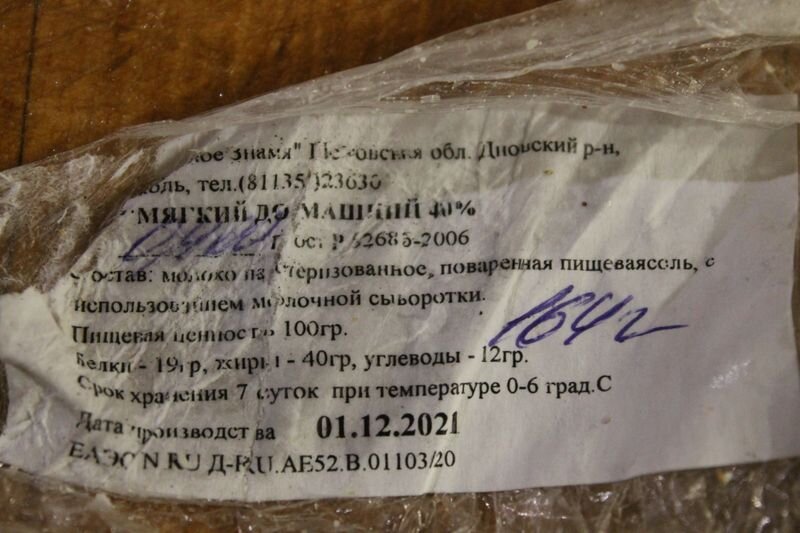 ое Знамя" Псковская обл. Дновский р-н,
тел.(81135)23630
МЯГКИЙ ДОМАШНИЙ 40%
Гост Р 52685-2006
Состав: молоко пастеризованное, поваренная пищеваясоль, с
использованием молочной сыворотки.
Пищевая ценность 100гр.
Белки - 19гр, жиры - 40гр, углеводы - 12гр.
164г
Срок хранения 7 суток при температуре 0-6 град.С
Дата производства 01.12.2021
ЕАЭС N RU Д-RU.АЕ52.В.01103/20